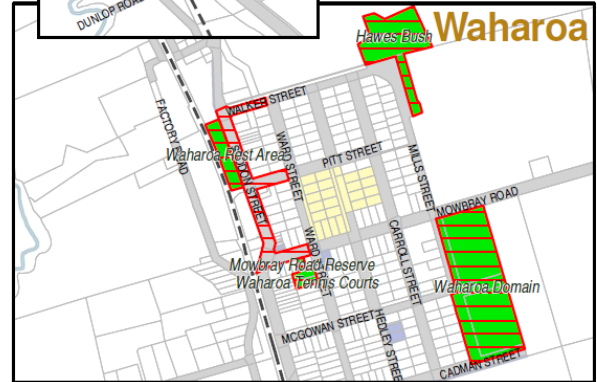 DUNLOP ROAD
Waharoa
Hawes Bush
WALKER STREET
FACTORY ROAD
WARD STREET
PITT STREET
MILLS STREET
Waharoa Rest Area
MOWBRAY ROAD
CARROLL STREET
WARD STREET
Mowbray Road Reserve
Waharoa Tennis Courts
Waharoa Domain
MCGOWAN STREET
HEDLEY STREET
CADMAN STREET